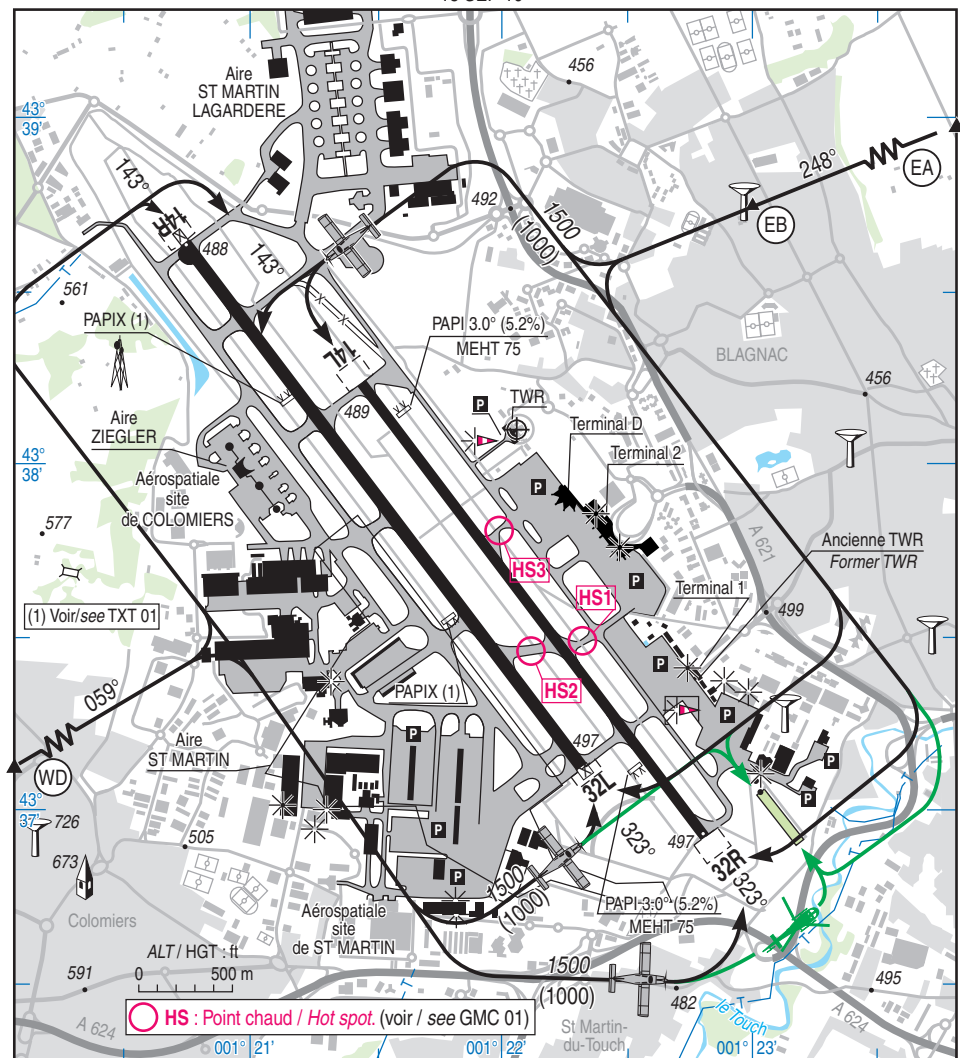 Aire
ST MARTIN
LAGARDERE
456
43°
39'
248°
EA
EB
492
1500
(1000)
143°
14R
488
143°
561
PAPIX (1)
PAPI 3.0° (5.2%)
MEHT 75
14L
BLAGNAC
456
489
P
TWR
Terminal D
Terminal 2
Aire
ZIEGLER
43°
38'
Aérospatiale
site
de COLOMIERS
P
577
A 621
Ancienne TWR
Former TWR
HS3
P
HS1
Terminal 1
499
(1) Voir/see TXT 01
HS2
P
059°
PAPIX (1)
P
WD
Aire
ST MARTIN
P
497
32L
P
P
43°
37'
726
673
505
P
323°
497
32R
323°
Colomiers
P
1500
(1000)
PAPI 3.0° (5.2%)
MEHT 75
Aérospatiale
site
de ST MARTIN
ALT / HGT : ft
0 500 m
591
1500
(1000)
482
495
le-Touch
HS : Point chaud / Hot spot. (voir / see GMC 01)
St Martin-
du-Touch
A 624
A 624
001° 21'
001° 22'
001° 23'